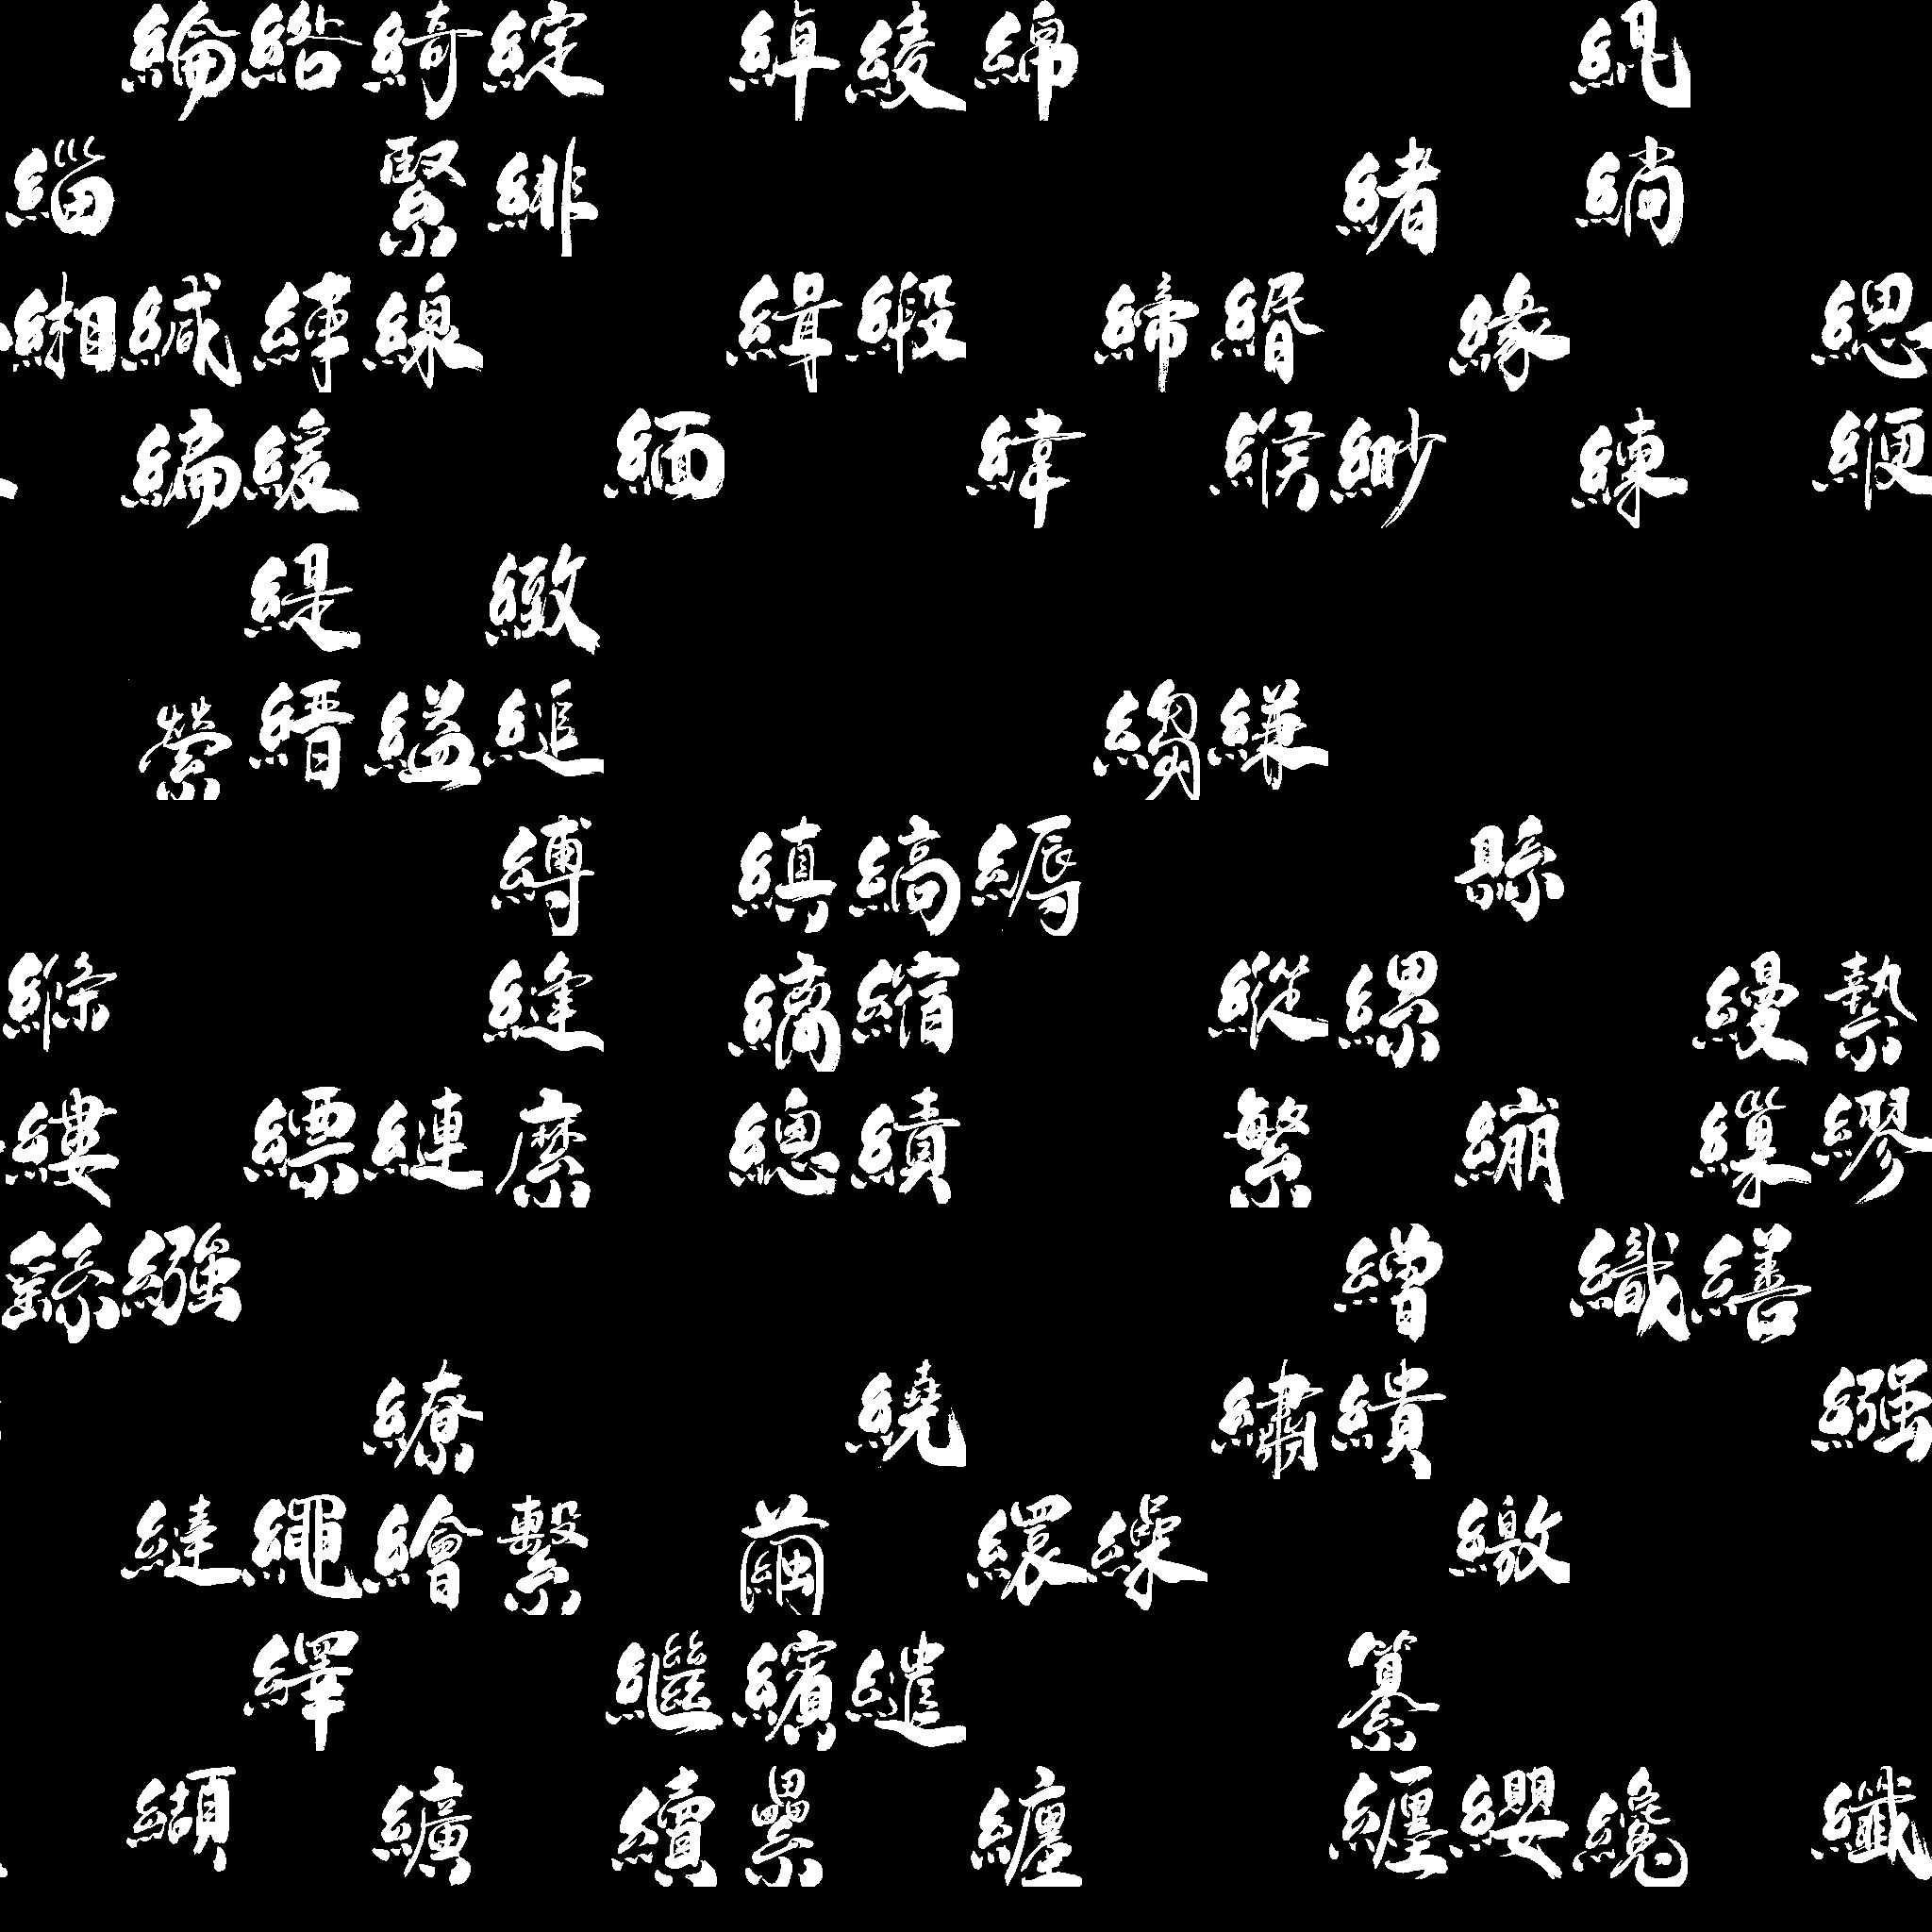 綸綹綺綻綽綾綿緄
緇緊緋緒緔
緗緘緙線緝緞締緡緣緦
編緩緬緯緱緲練緶
緹緻
縈縉縊縋縐縑
縛縝縞縟縣
縧縫縭縮縱縲縵縶
縷縹縺縻總績繁繃繅繆
繇繈繒織繕
繚繞繡繢繦
繨繩繪繫繭繯繰繳
繹繼繽繾纂
纈纊續纍纏纒纓纔纖